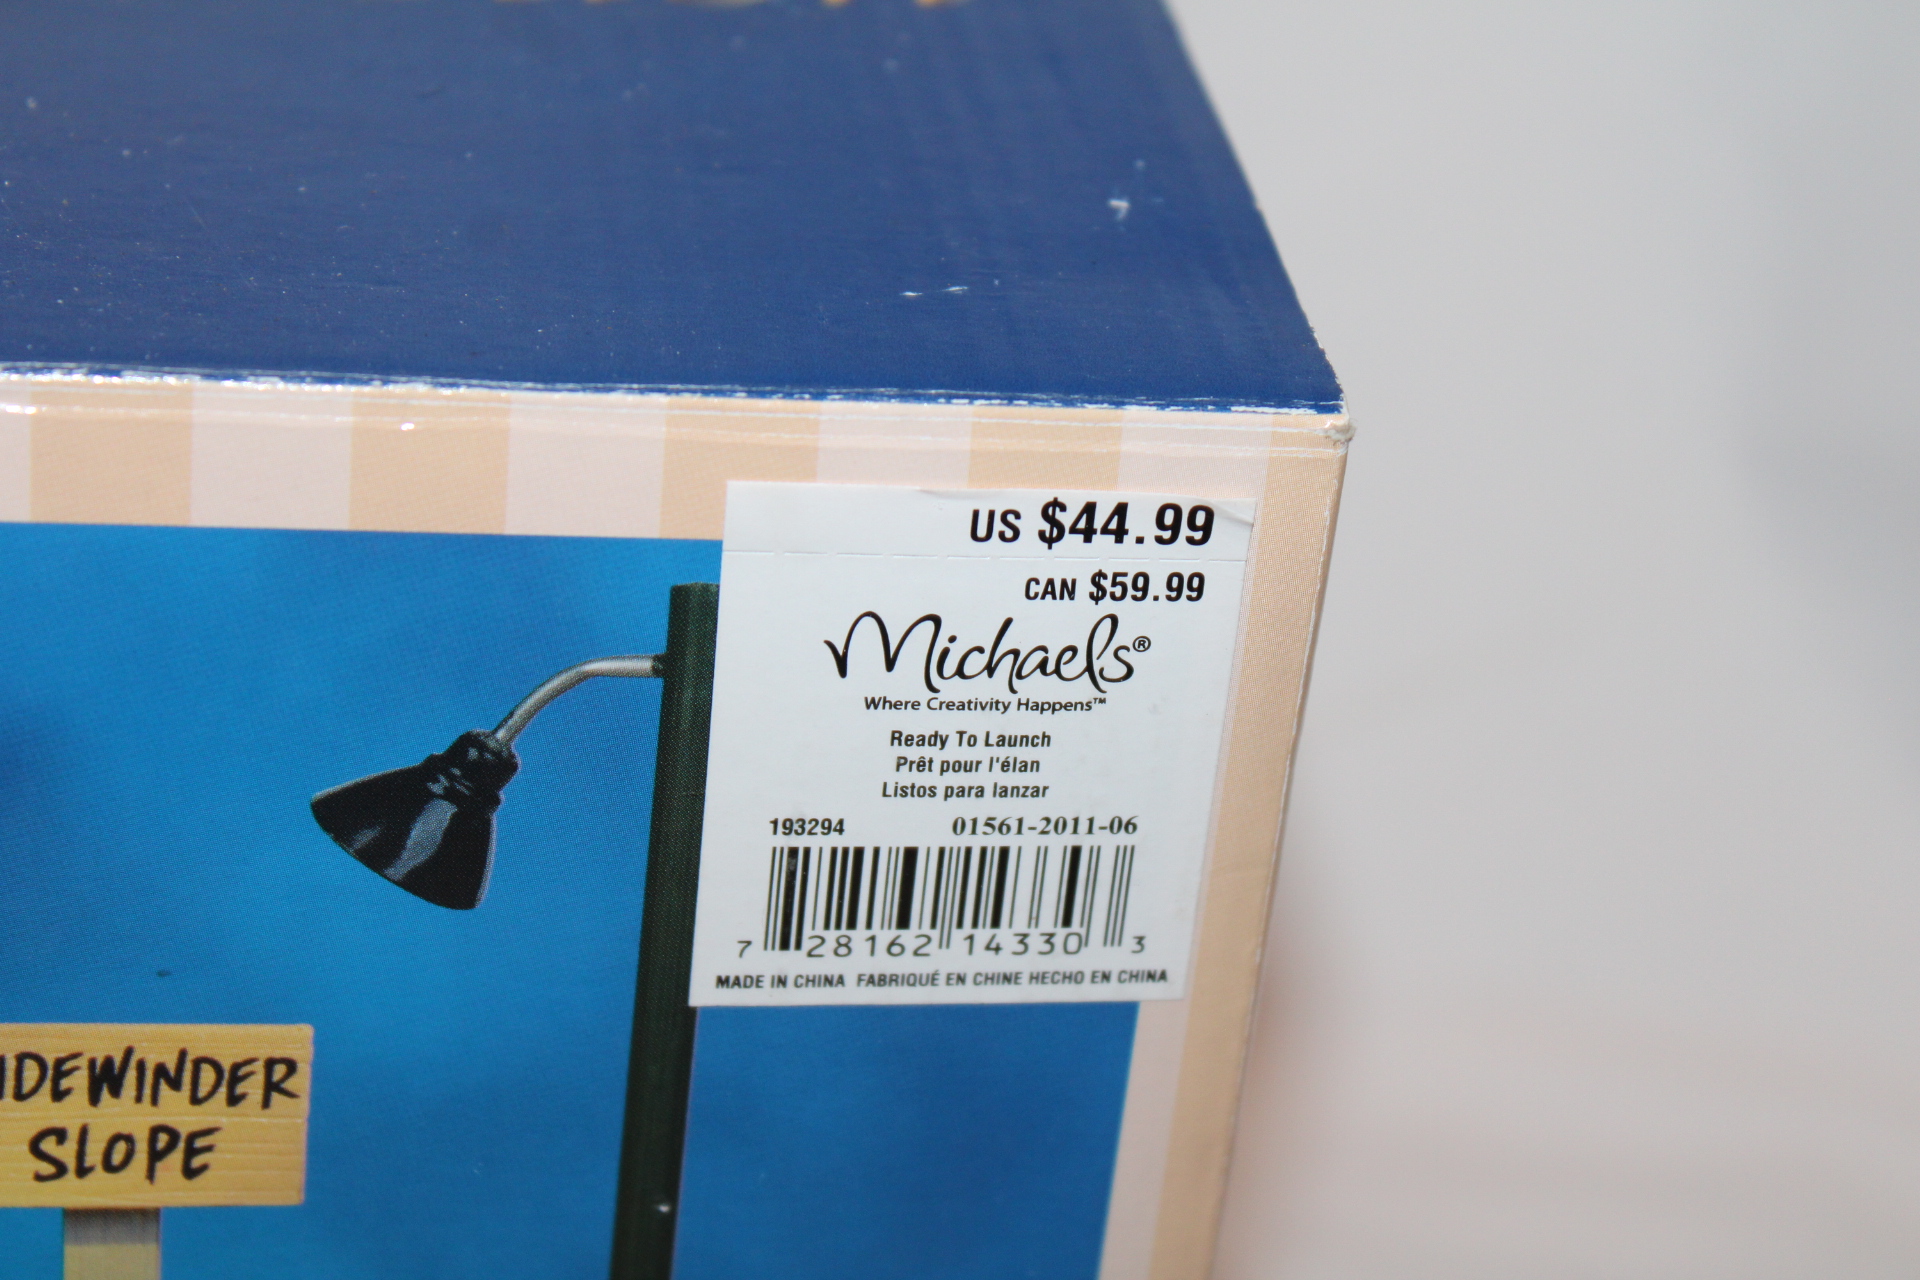 US $44.99
CAN $59.99
Michaels®
Where Creativity Happens™
Ready To Launch
Prêt pour l'élan
Listos para lanzar
193294 01561-2011-06
7 28162 14330 3
MADE IN CHINA FABRIQUÉ EN CHINE HECHO EN CHINA
IDEWINDER
SLOPE